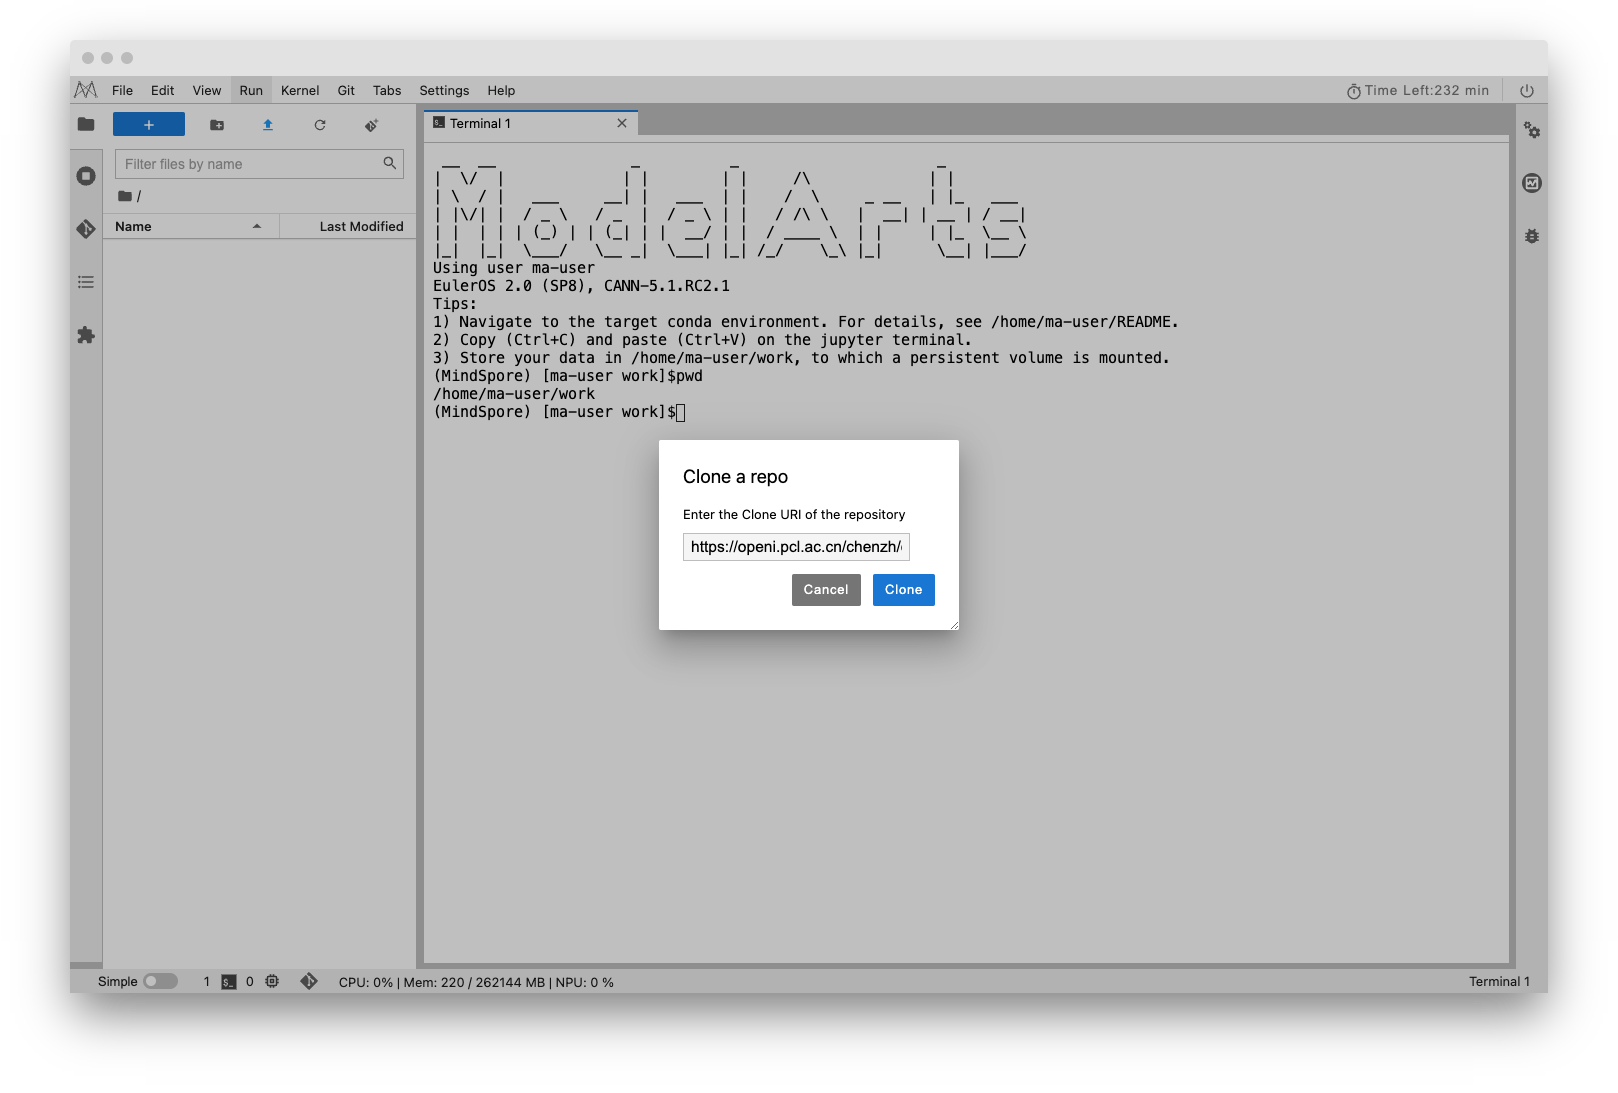 File Edit View Run Kernel Git Tabs Settings Help
Time Left:232 min
+
Terminal 1
Filter files by name
/
Name Last Modified
ModelArts
Using user ma-user
EulerOS 2.0 (SP8), CANN-5.1.RC2.1
Tips:
1) Navigate to the target conda environment. For details, see /home/ma-user/README.
2) Copy (Ctrl+C) and paste (Ctrl+V) on the jupyter terminal.
3) Store your data in /home/ma-user/work, to which a persistent volume is mounted.
(MindSpore) [ma-user work]$pwd
/home/ma-user/work
(MindSpore) [ma-user work]$
Clone a repo
Enter the Clone URI of the repository
https://openi.pcl.ac.cn/chenzh/
Cancel Clone
Simple 1 0 CPU: 0% | Mem: 220 / 262144 MB | NPU: 0 %
Terminal 1